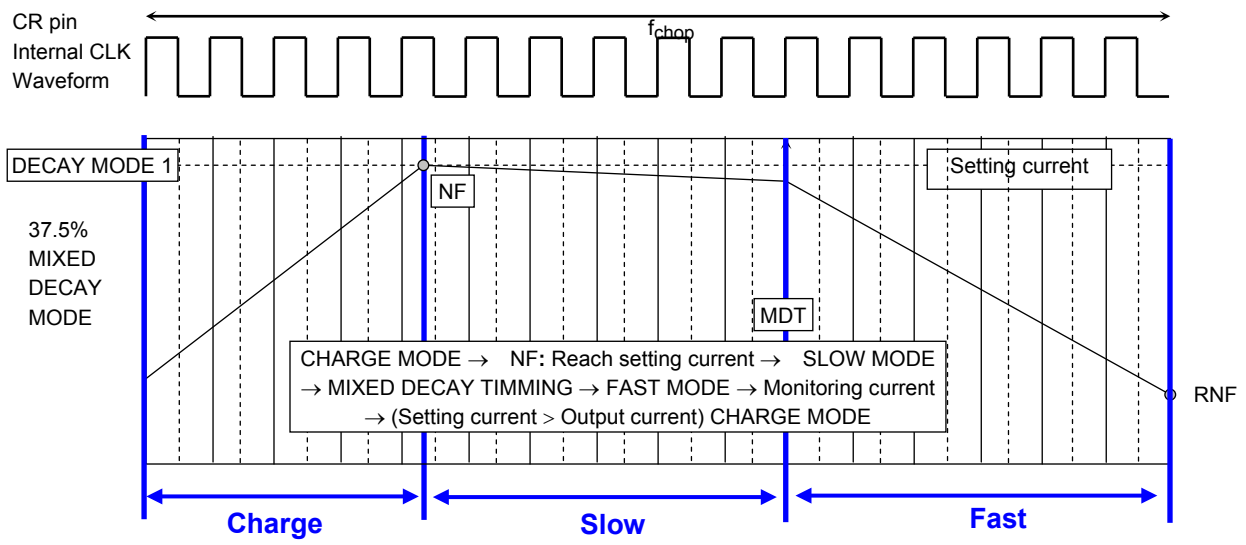 CR pin
Internal CLK
Waveform
fchop
DECAY MODE 1
Setting current
NF
37.5%
MIXED
DECAY
MODE
MDT
CHARGE MODE → NF: Reach setting current → SLOW MODE
→ MIXED DECAY TIMMING → FAST MODE → Monitoring current
→ (Setting current > Output current) CHARGE MODE
RNF
Charge
Slow
Fast